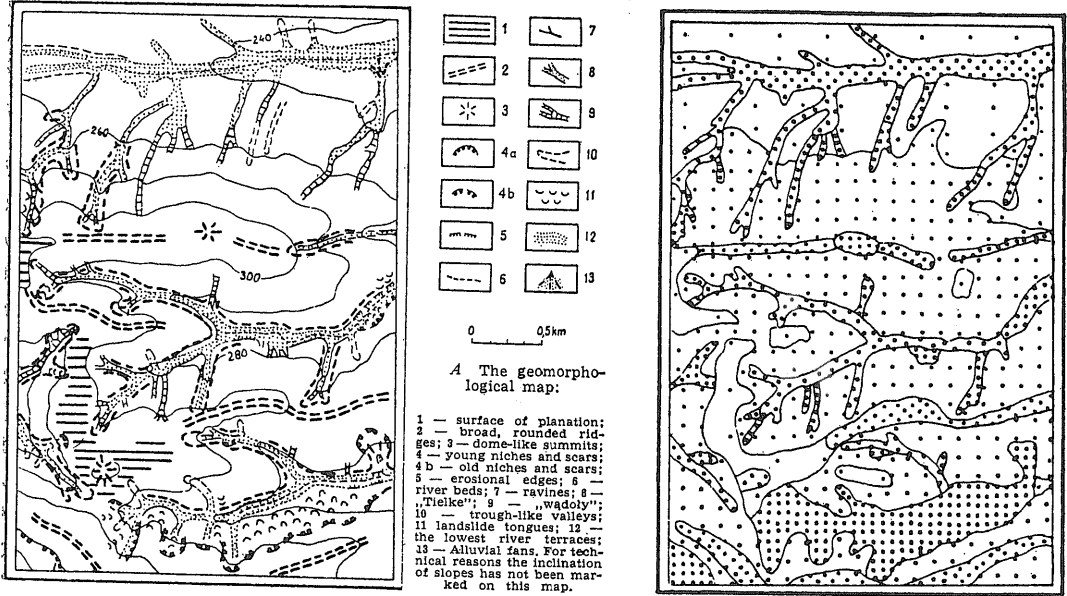 240
260
300
280
1
2
3
4a
4b
5
6
7
8
9
10
11
12
13
0 0,5km
A The geomorpho-
logical map:
1 — surface of planation;
2 — broad, rounded rid-
ges; 3 — dome-like summits;
4 — young niches and scars;
4 b — old niches and scars;
5 — erosional edges; 6 —
river beds; 7 — ravines; 8 —
„Tielke"; 9 — „wądoły";
10 — trough-like valleys;
11 landslide tongues; 12 —
the lowest river terraces;
13 — Alluvial fans. For tech-
nical reasons the inclination
of slopes has not been mar-
ked on this map.